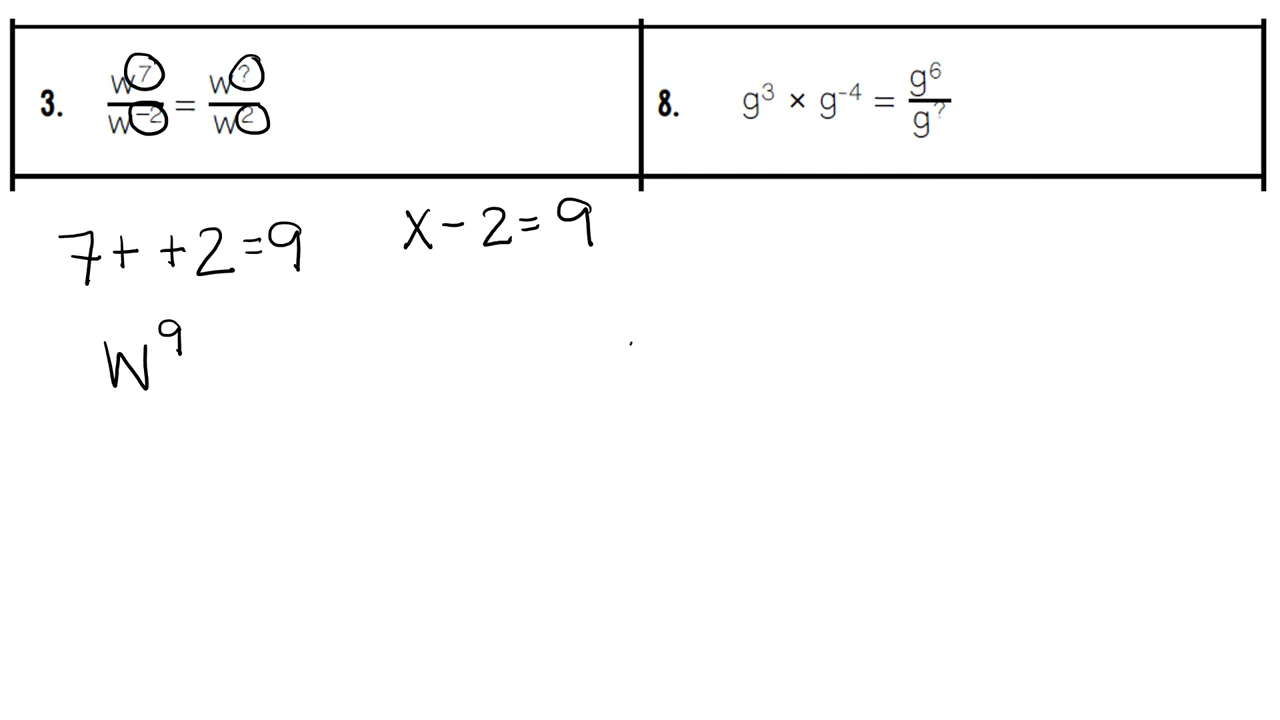 3. w^7/w^-2 = w^?/w^2
8. g^3 × g^-4 = g^6/g^?
7 + +2 = 9
x - 2 = 9
w^9